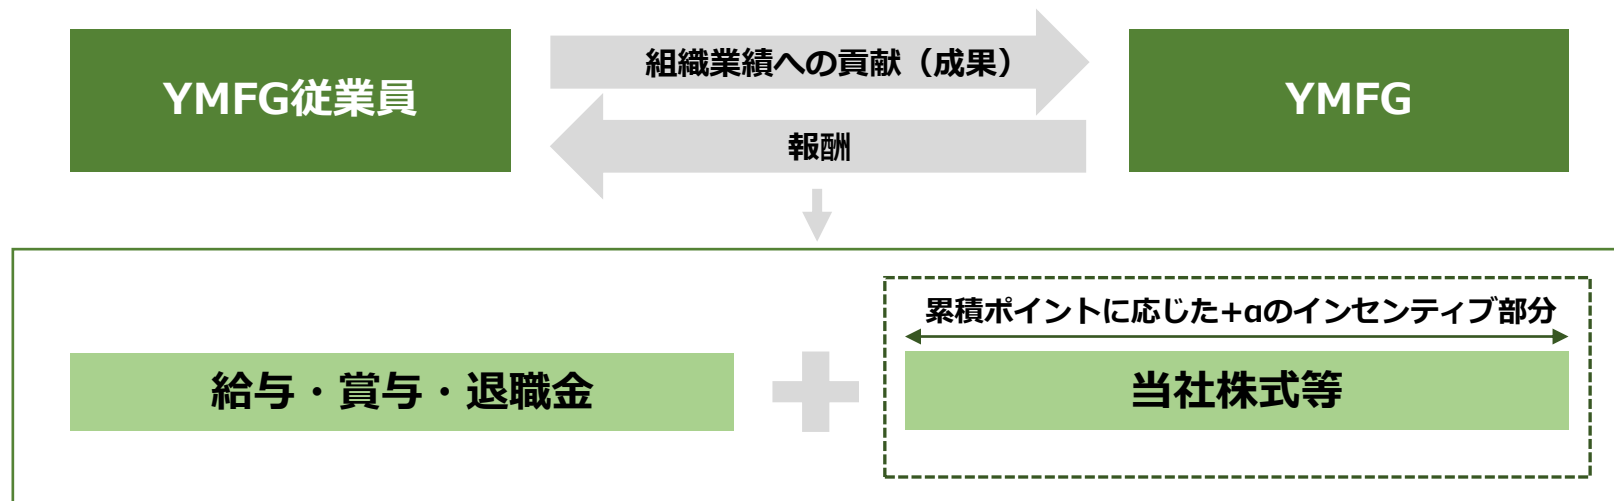 YMFG従業員
組織業績への貢献（成果）
YMFG
報酬
累積ポイントに応じた+αのインセンティブ部分
給与・賞与・退職金
当社株式等